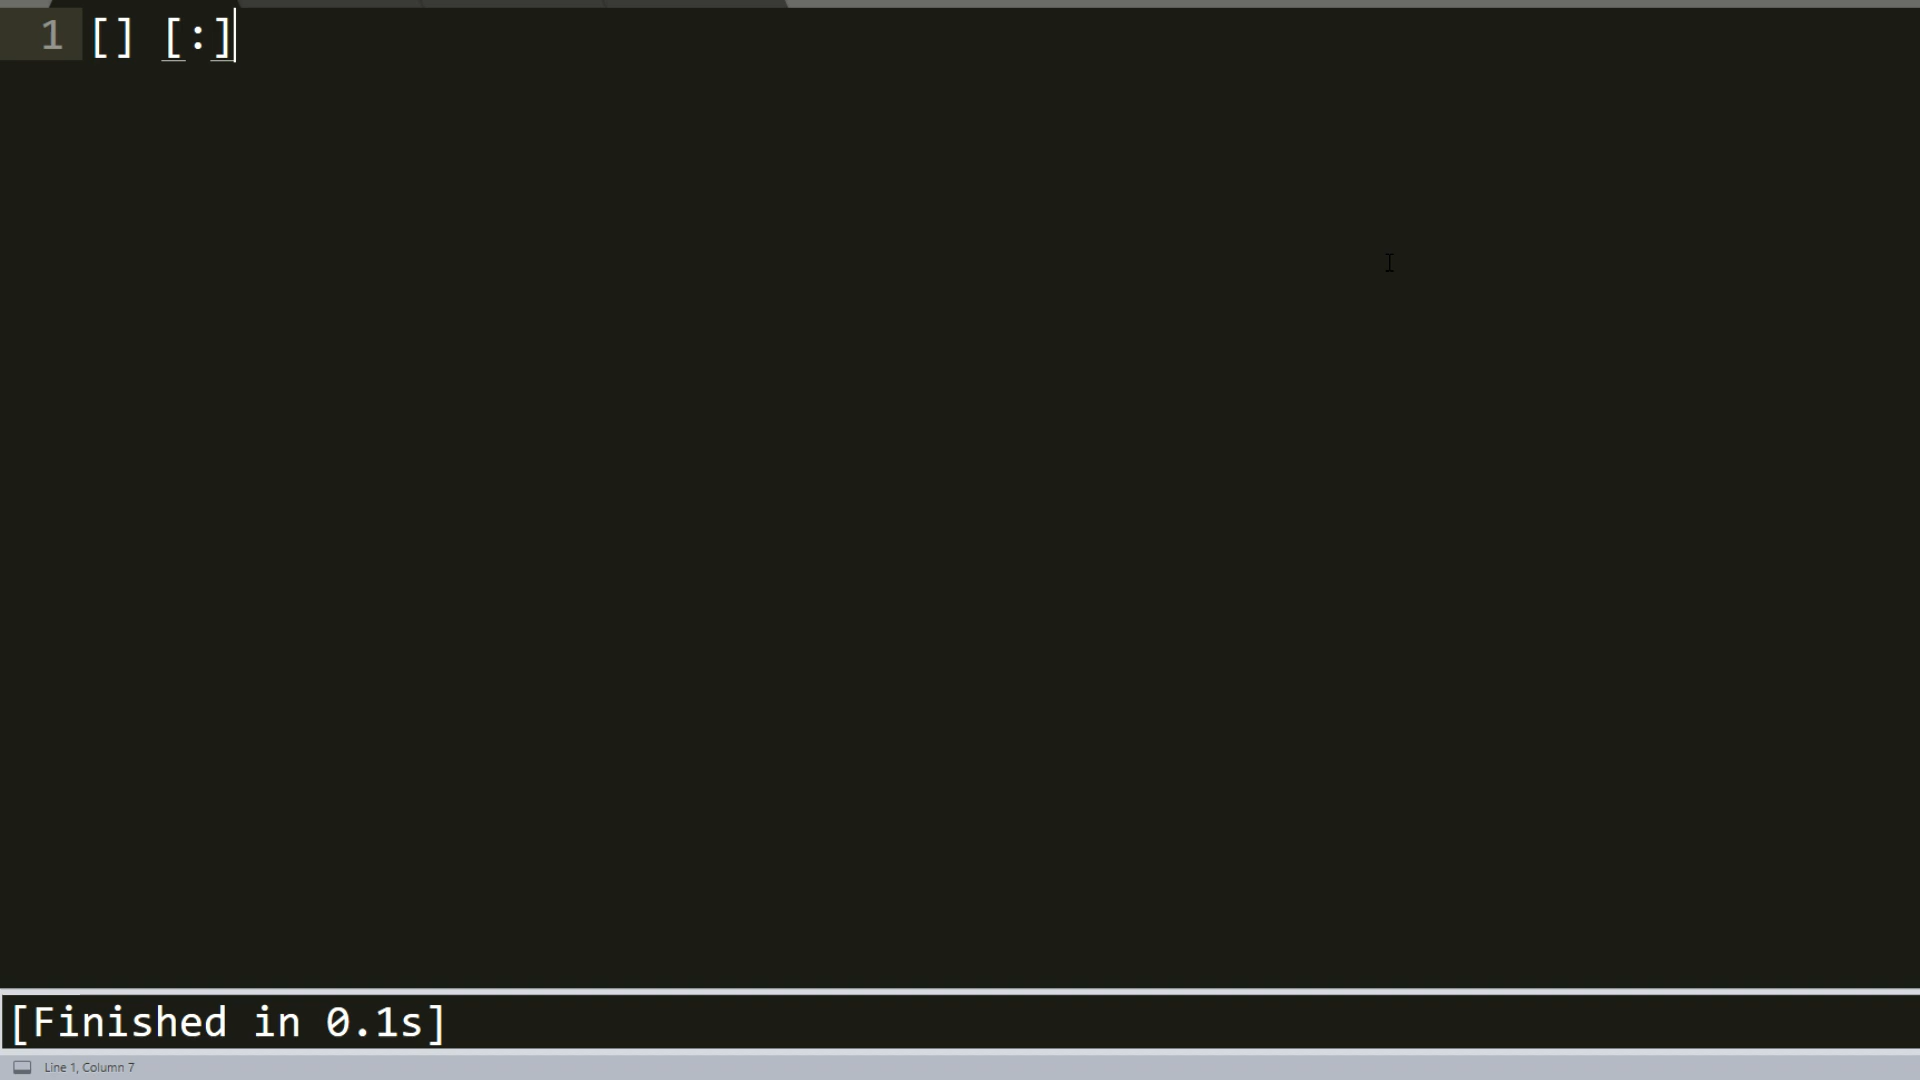 1 [] [:]
[Finished in 0.1s]
Line 1, Column 7